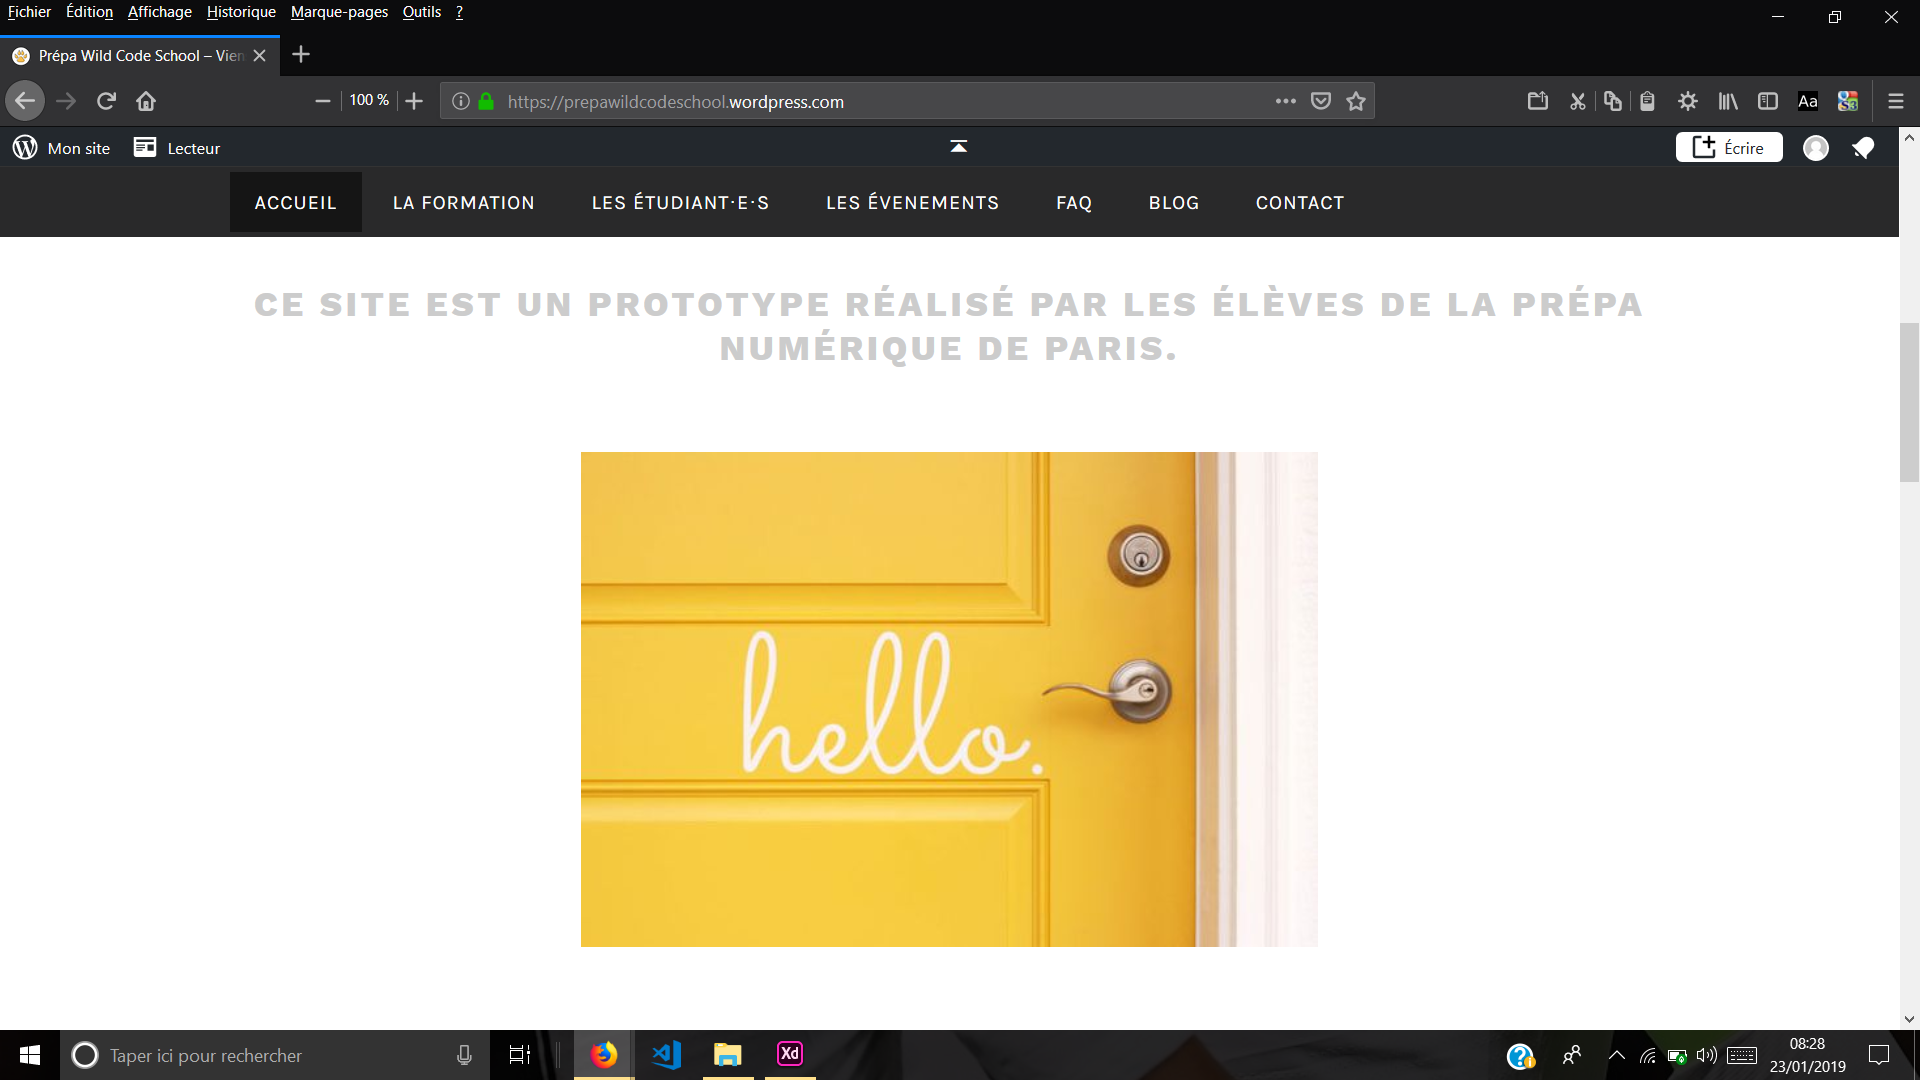 Fichier Édition Affichage Historique Marque-pages Outils ?
Prépa Wild Code School – Vien
100 % https://prepawildcodeschool.wordpress.com Aa
Mon site Lecteur Écrire
ACCUEIL LA FORMATION LES ÉTUDIANT·E·S LES ÉVENEMENTS FAQ BLOG CONTACT
CE SITE EST UN PROTOTYPE RÉALISÉ PAR LES ÉLÈVES DE LA PRÉPA
NUMÉRIQUE DE PARIS.
hello.
Taper ici pour rechercher Xd 08:28
23/01/2019